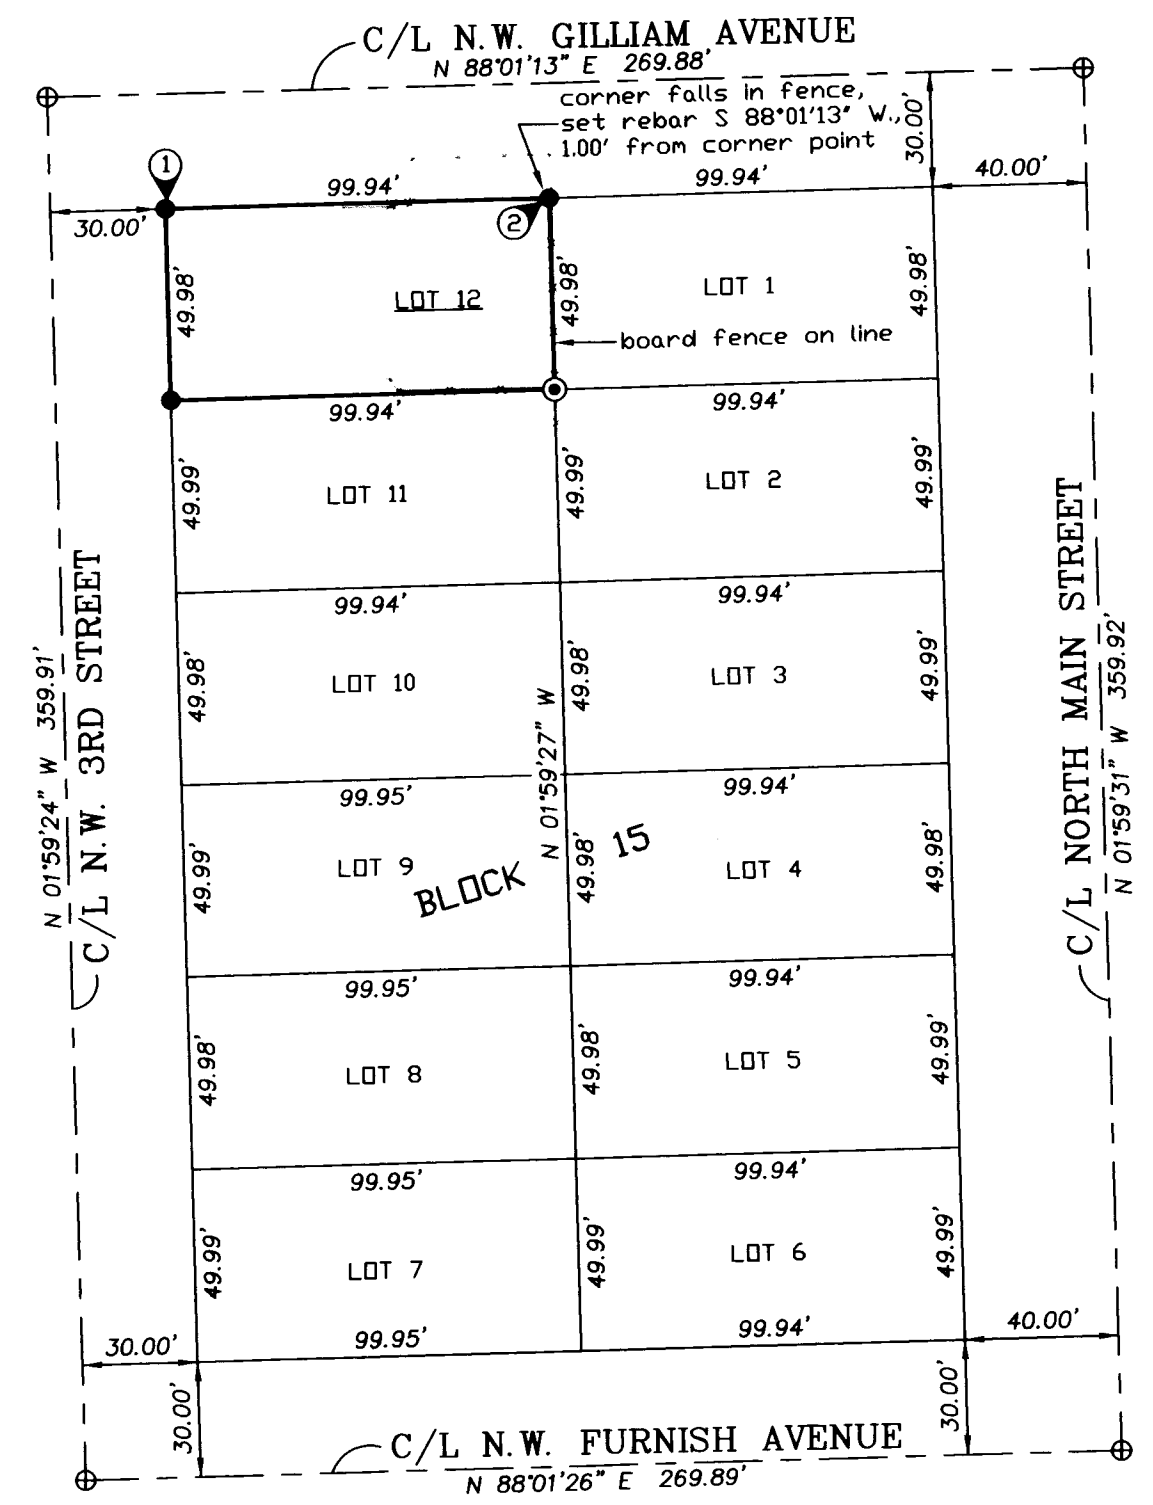 C/L N.W. GILLIAM AVENUE
N 88°01'13" E 269.88'
corner falls in fence,
set rebar S 88°01'13" W.,
1.00' from corner point
30.00'
40.00'
1
99.94'
99.94'
30.00'
2
49.98'
LOT 12
49.98'
LOT 1
49.98'
board fence on line
99.94'
99.94'
49.99'
LOT 11
49.99'
LOT 2
49.99'
99.94'
99.94'
49.98'
LOT 10
49.98'
LOT 3
49.99'
N 01°59'27" W
99.95'
99.94'
49.99'
LOT 9
49.98'
LOT 4
49.98'
BLOCK 15
99.95'
99.94'
49.98'
LOT 8
49.98'
LOT 5
49.99'
99.95'
99.94'
49.99'
LOT 7
49.99'
LOT 6
49.99'
99.95'
99.94'
30.00'
40.00'
30.00'
30.00'
N 01°59'24" W 359.91'
C/L N.W. 3RD STREET
C/L NORTH MAIN STREET
N 01°59'31" W 359.92'
C/L N.W. FURNISH AVENUE
N 88°01'26" E 269.89'